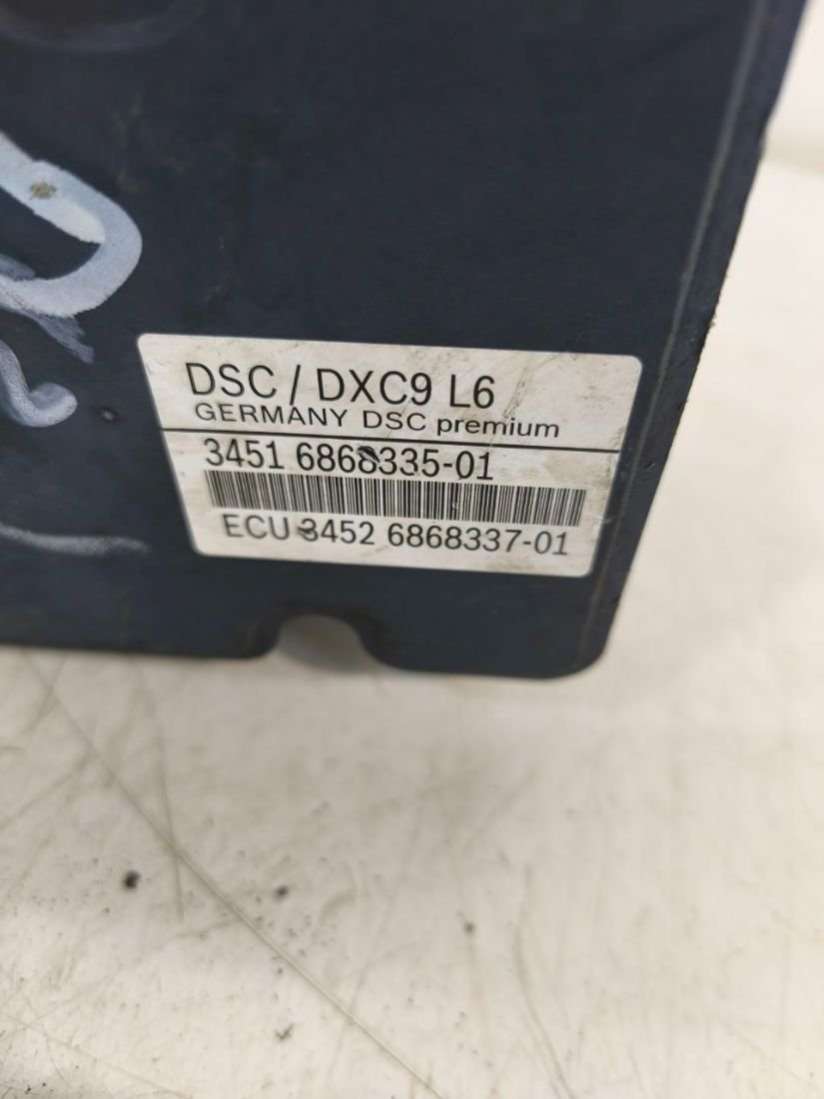 DSC / DXC9 L6
GERMANY DSC premium
3451 6868335-01
ECU 3452 6868337-01